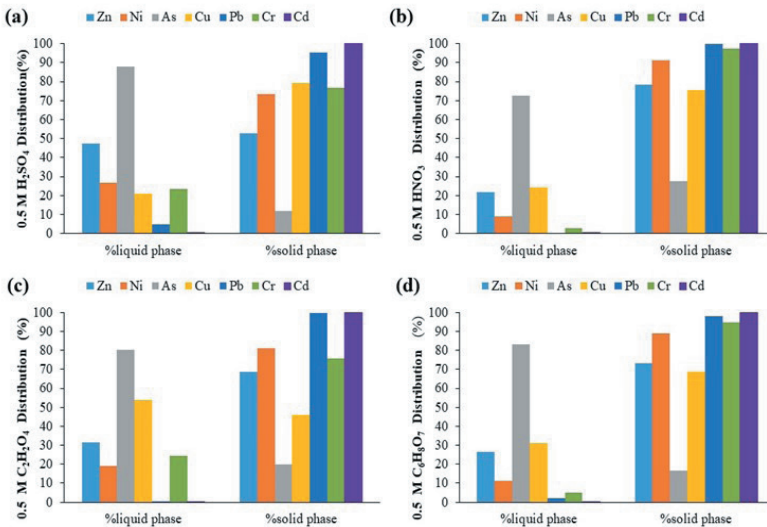 (a)
Zn Ni As Cu Pb Cr Cd
0.5 M H₂SO₄ Distribution(%)
100
90
80
70
60
50
40
30
20
10
0
%liquid phase %solid phase
(b)
Zn Ni As Cu Pb Cr Cd
0.5 M HNO₃ Distribution (%)
100
90
80
70
60
50
40
30
20
10
0
%liquid phase %solid phase
(c)
Zn Ni As Cu Pb Cr Cd
0.5 M C₂H₂O₄ Distribution (%)
100
90
80
70
60
50
40
30
20
10
0
%liquid phase %solid phase
(d)
Zn Ni As Cu Pb Cr Cd
0.5 M C₆H₈O₇ Distribution (%)
100
90
80
70
60
50
40
30
20
10
0
%liquid phase %solid phase